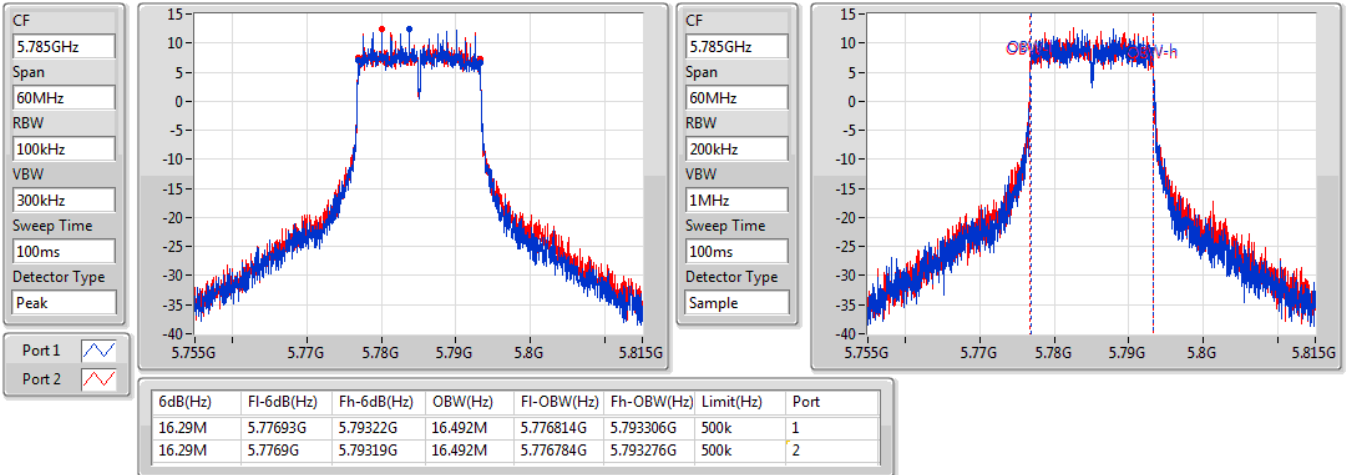 CF
5.785GHz
Span
60MHz
RBW
100kHz
VBW
300kHz
Sweep Time
100ms
Detector Type
Peak
Port 1
Port 2
15
10
5
0
-5
-10
-15
-20
-25
-30
-35
-40
5.755G 5.77G 5.78G 5.79G 5.8G 5.815G
CF
5.785GHz
Span
60MHz
RBW
200kHz
VBW
1MHz
Sweep Time
100ms
Detector Type
Sample
15
10
5
0
-5
-10
-15
-20
-25
-30
-35
-40
5.755G 5.77G 5.78G 5.79G 5.8G 5.815G
6dB(Hz) Fl-6dB(Hz) Fh-6dB(Hz) OBW(Hz) Fl-OBW(Hz) Fh-OBW(Hz) Limit(Hz) Port
16.29M 5.77693G 5.79322G 16.492M 5.776814G 5.793306G 500k 1
16.29M 5.7769G 5.79319G 16.492M 5.776784G 5.793276G 500k 2